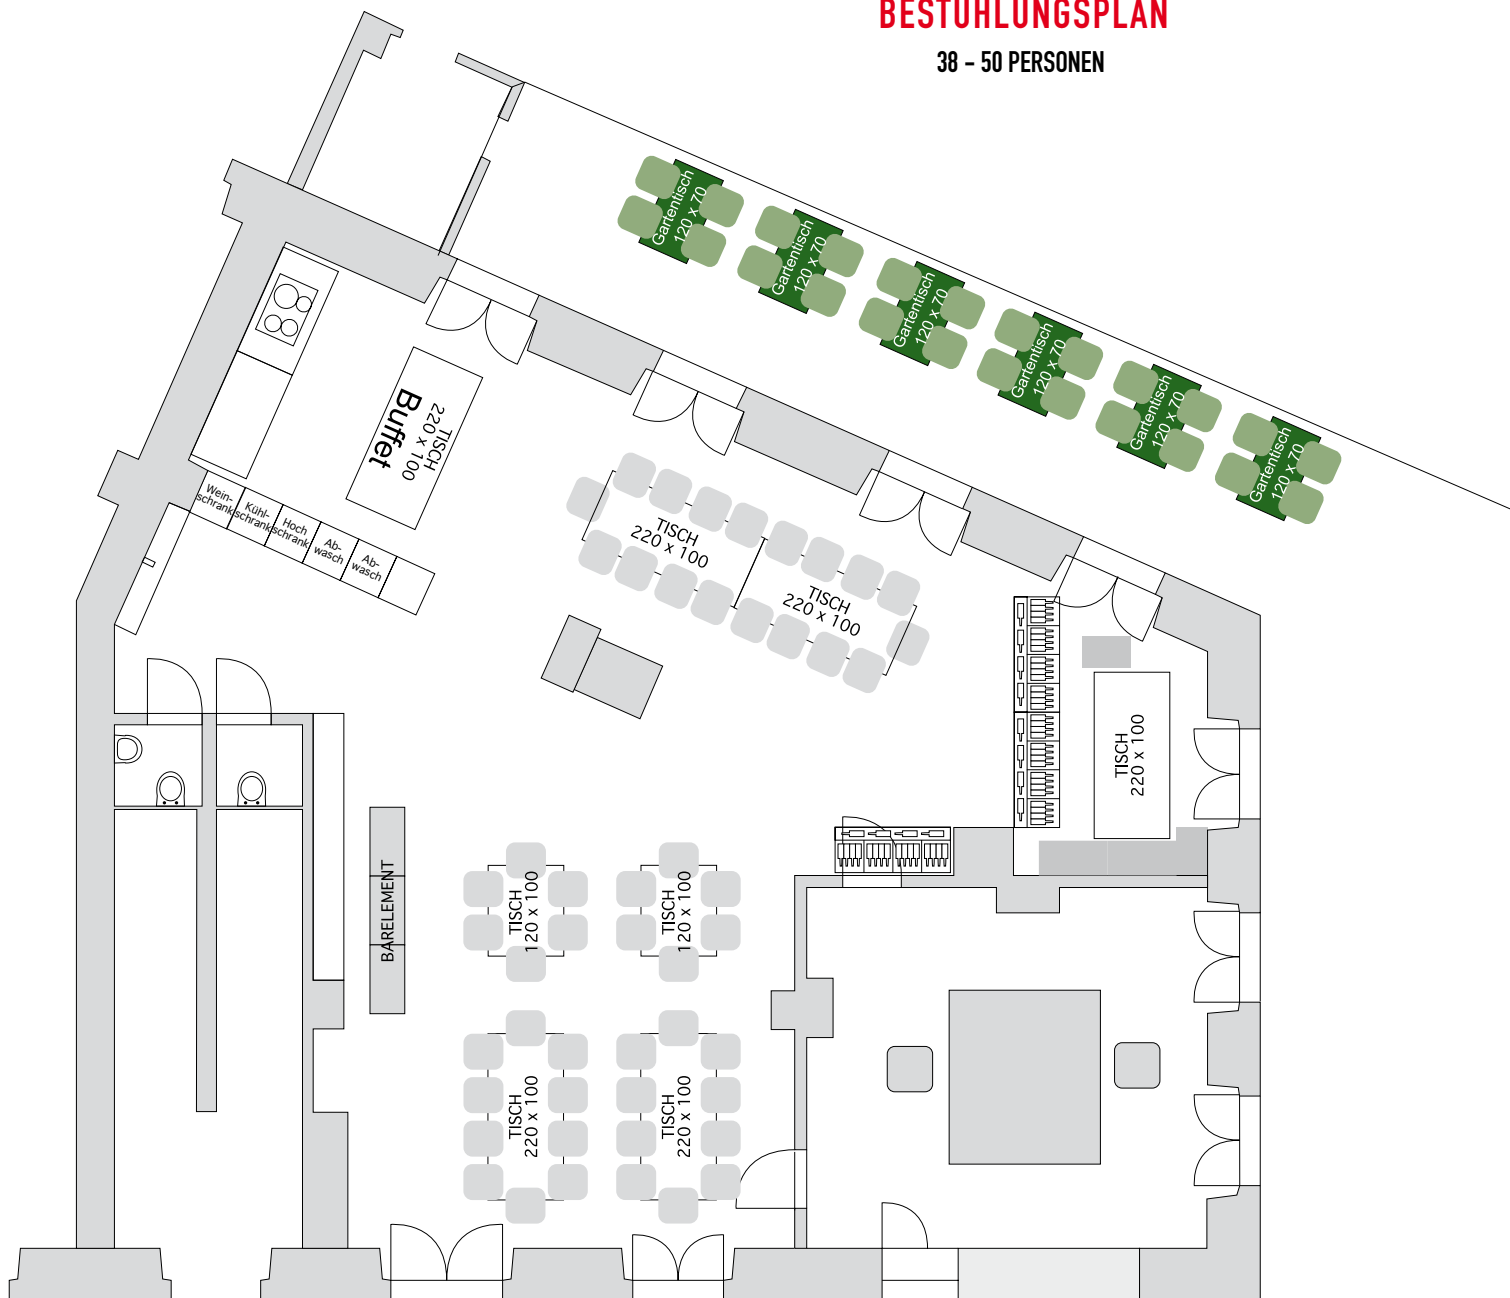 BESTUHLUNGSPLAN
38 – 50 PERSONEN
Gartentisch
120 x 70
Gartentisch
120 x 70
Gartentisch
120 x 70
Gartentisch
120 x 70
Gartentisch
120 x 70
Gartentisch
120 x 70
TISCH
220 x 100
Buffet
Wein-
schrank
Kühl-
schrank
Hoch
schrank
Ab-
wasch
Ab-
wasch
TISCH
220 x 100
TISCH
220 x 100
TISCH
220 x 100
BARELEMENT
TISCH
120 x 100
TISCH
120 x 100
TISCH
220 x 100
TISCH
220 x 100